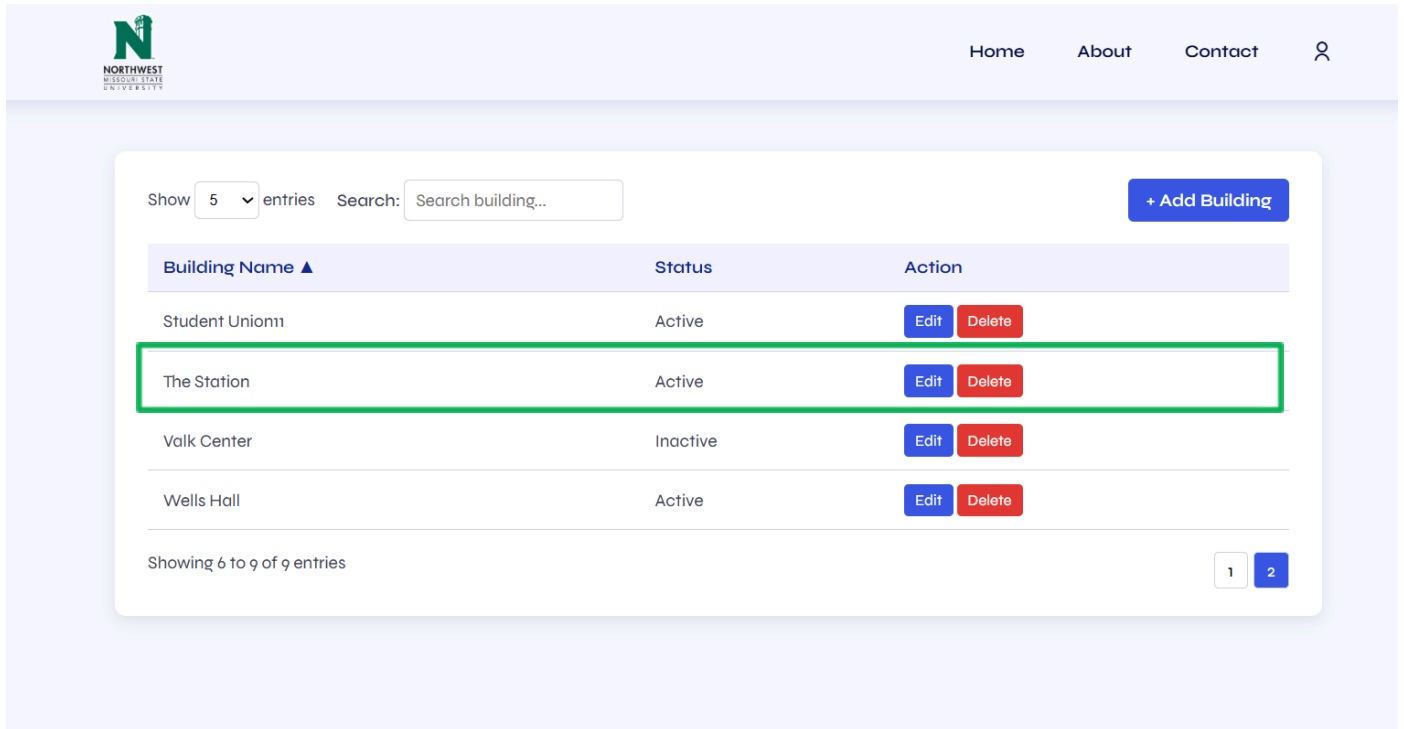 N
NORTHWEST
MISSOURI STATE
UNIVERSITY
Home About Contact
Show 5 entries Search: Search building... + Add Building
Building Name ▲ Status Action
Student Union11 Active Edit Delete
The Station Active Edit Delete
Valk Center Inactive Edit Delete
Wells Hall Active Edit Delete
Showing 6 to 9 of 9 entries 1 2